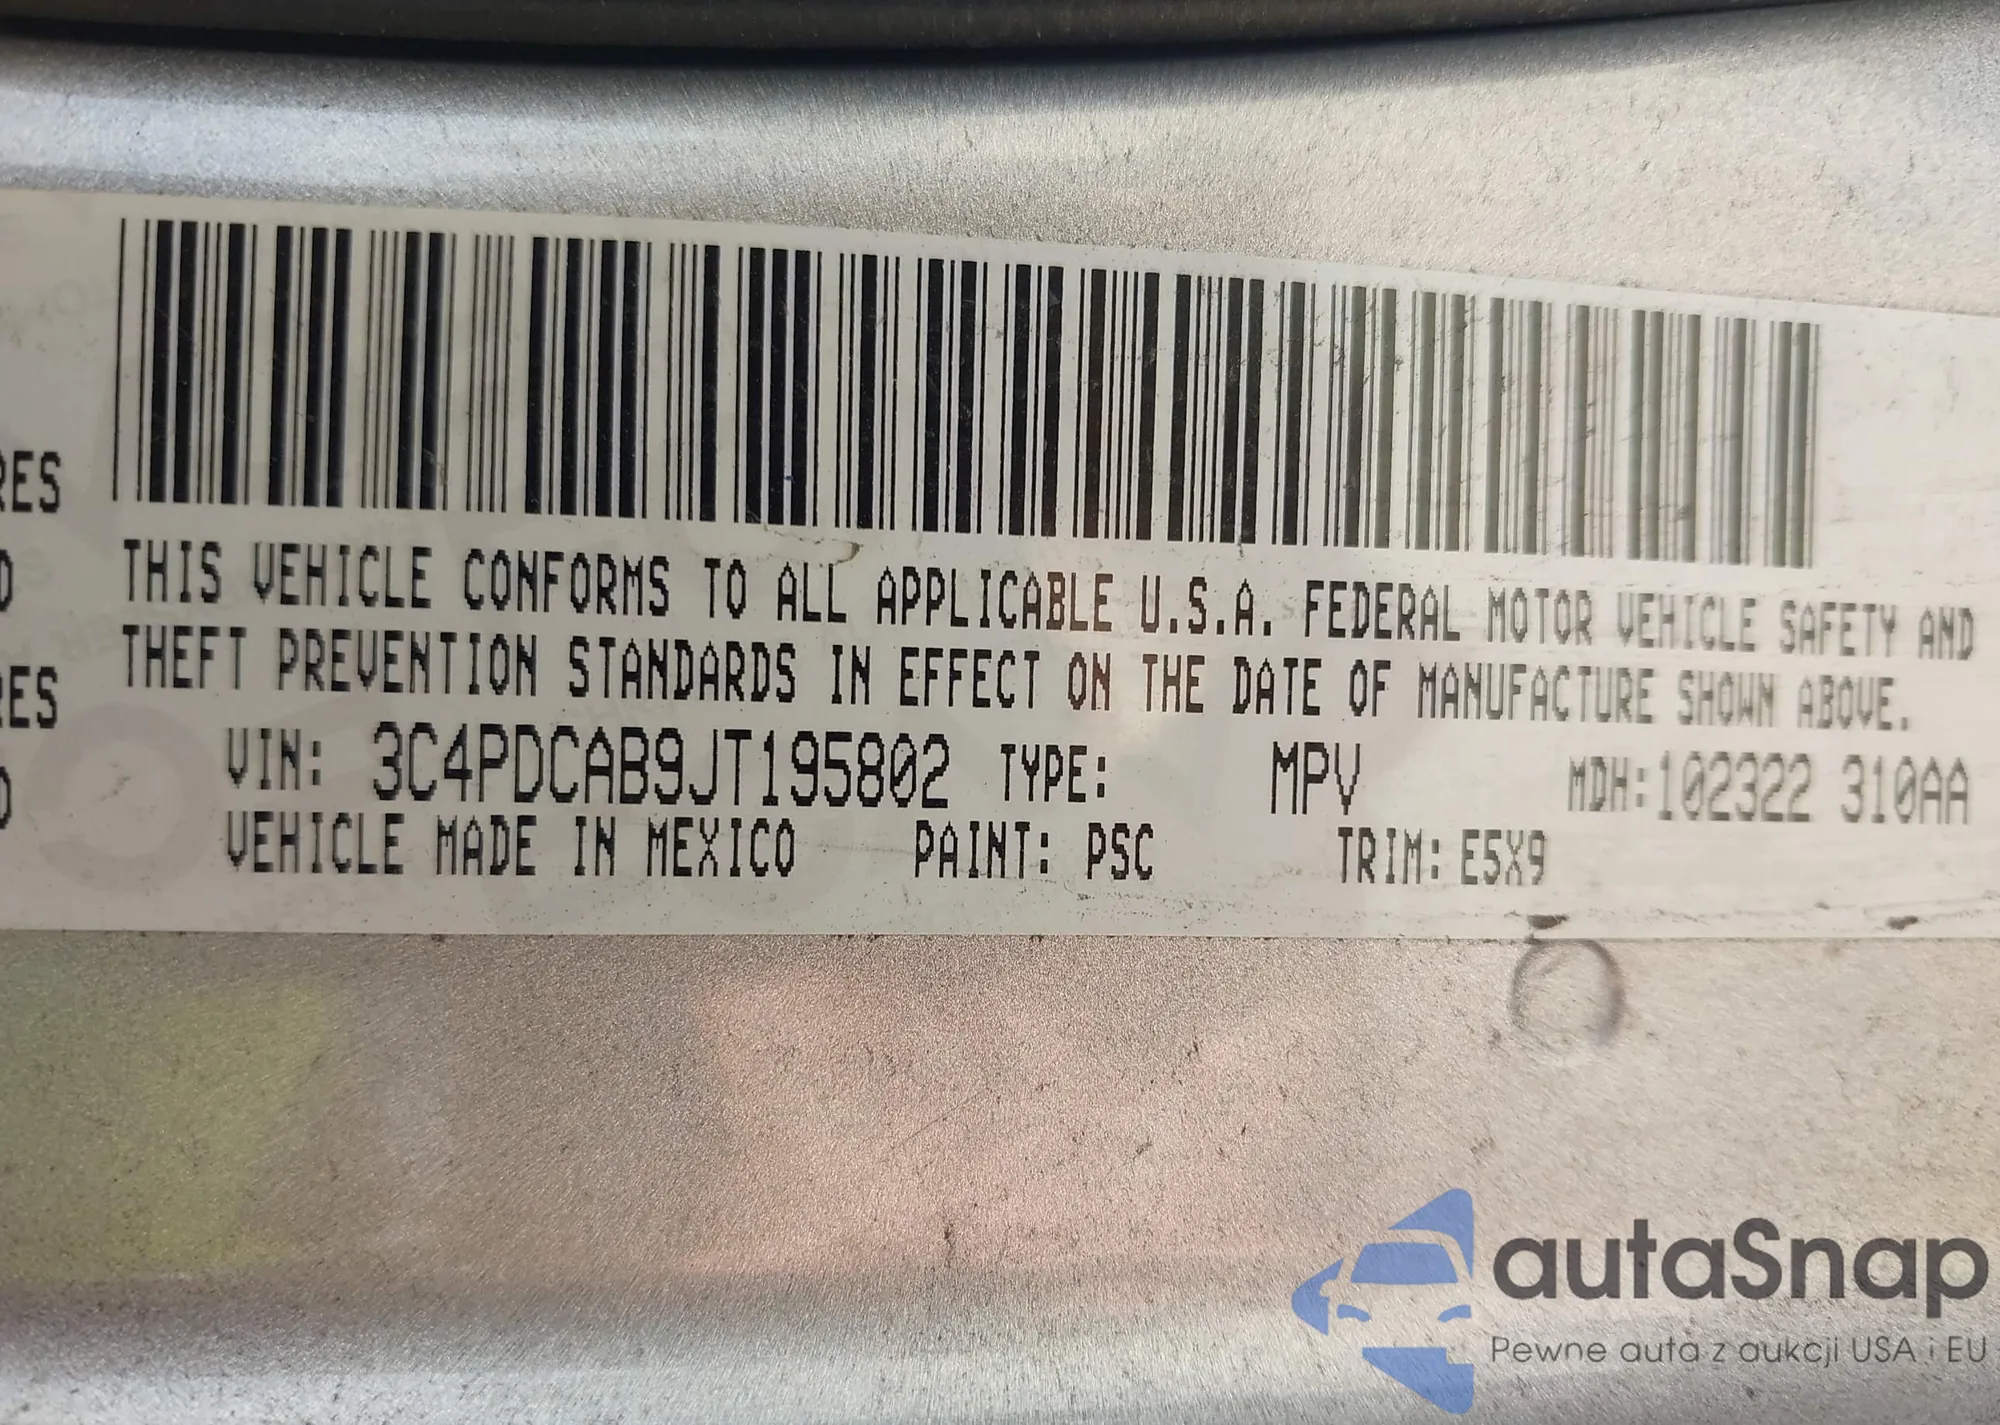 RES
D
RES
D
THIS VEHICLE CONFORMS TO ALL APPLICABLE U.S.A. FEDERAL MOTOR VEHICLE SAFETY AND
THEFT PREVENTION STANDARDS IN EFFECT ON THE DATE OF MANUFACTURE SHOWN ABOVE.
VIN: 3C4PDCAB9JT195802 TYPE: MPV MDH:102322 310AA
VEHICLE MADE IN MEXICO PAINT: PSC TRIM: E5X9
autaSnap
Pewne auta z aukcji USA i EU